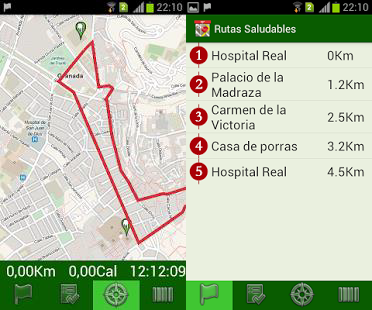 2
22:10
Granada
0,00Km
0,00Cal
12:12:09
2
22:10
Rutas Saludables
1 Hospital Real 0Km
2 Palacio de la Madraza 1.2Km
3 Carmen de la Victoria 2.5Km
4 Casa de porras 3.2Km
5 Hospital Real 4.5Km